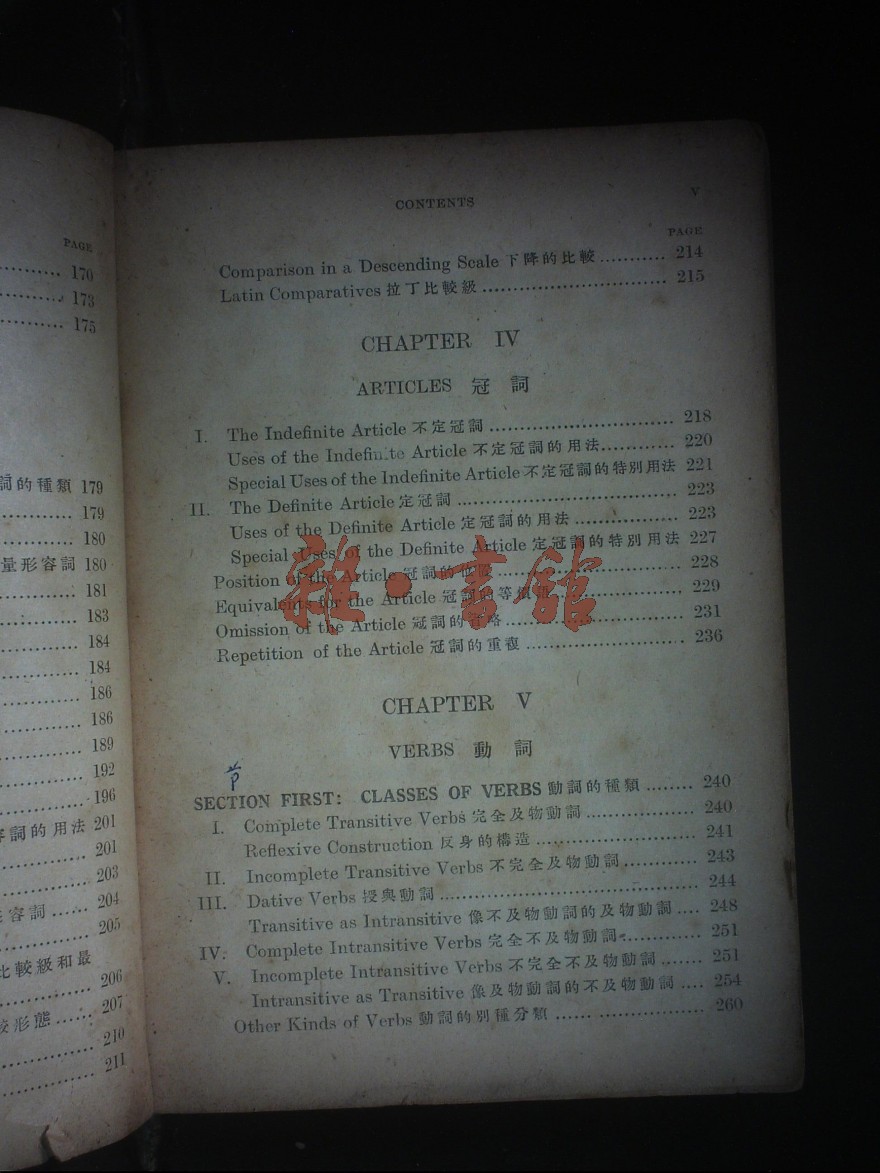 PAGE
170
173
175
詞的種類 179
179
180
量形容詞 180
181
183
184
184
186
186
189
192
196
容詞的用法 201
201
203
容詞 ...... 204
205
比較級和最
206
較形態 ...... 207
210
211
CONTENTS V
PAGE
Comparison in a Descending Scale 下降的比較 ........... 214
Latin Comparatives 拉丁比較級 ............................... 215
CHAPTER IV
ARTICLES 冠詞
I. The Indefinite Article 不定冠詞 ............................... 218
Uses of the Indefinite Article 不定冠詞的用法............ 220
Special Uses of the Indefinite Article 不定冠詞的特別用法 221
II. The Definite Article 定冠詞 ..................................... 223
Uses of the Definite Article 定冠詞的用法 ................. 223
Special Uses of the Definite Article 定冠詞的特別用法 227
Position of the Article 冠詞的位置 ............................... 228
Equivalents for the Article 冠詞的等 ....................... 229
Omission of the Article 冠詞的省略 .............................. 231
Repetition of the Article 冠詞的重複 .......................... 236
雜·書館
CHAPTER V
VERBS 動詞
节
SECTION FIRST: CLASSES OF VERBS 動詞的種類 ........ 240
I. Complete Transitive Verbs 完全及物動詞 .................. 240
Reflexive Construction 反身的構造 ........................... 241
II. Incomplete Transitive Verbs 不完全及物動詞............. 243
III. Dative Verbs 授與動詞 ........................................... 244
Transitive as Intransitive 像不及物動詞的及物動詞 .... 248
IV. Complete Intransitive Verbs 完全不及物動詞.............. 251
V. Incomplete Intransitive Verbs 不完全不及物動詞....... 251
Intransitive as Transitive 像及物動詞的不及物動詞 .... 254
Other Kinds of Verbs 動詞的別種分類 ...... ................. 260